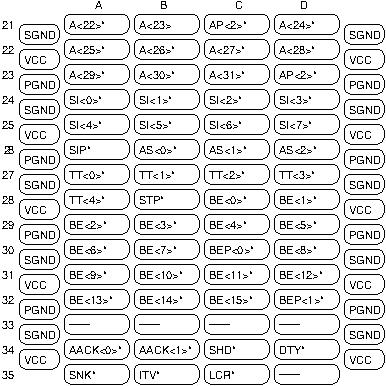 A B C D
21 A<22>* A<23> AP<2>* A<24>*
SGND SGND
22 A<25>* A<26>* A<27>* A<28>*
VCC VCC
23 A<29>* A<30>* A<31>* AP<2>*
PGND PGND
24 SI<0>* SI<1>* SI<2>* SI<3>*
SGND SGND
25 SI<4>* SI<5>* SI<6>* SI<7>*
VCC VCC
26 SIP* AS<0>* AS<1>* AS<2>*
PGND PGND
27 TT<0>* TT<1>* TT<2>* TT<3>*
SGND SGND
28 TT<4>* STP* BE<0>* BE<1>*
VCC VCC
29 BE<2>* BE<3>* BE<4>* BE<5>*
PGND PGND
30 BE<6>* BE<7>* BEP<0>* BE<8>*
SGND SGND
31 BE<9>* BE<10>* BE<11>* BE<12>*
VCC VCC
32 BE<13>* BE<14>* BE<15>* BEP<1>*
PGND PGND
33 — — — —
SGND SGND
34 AACK<0>* AACK<1>* SHD* DTY*
VCC VCC
35 SNK* ITV* LCR* —